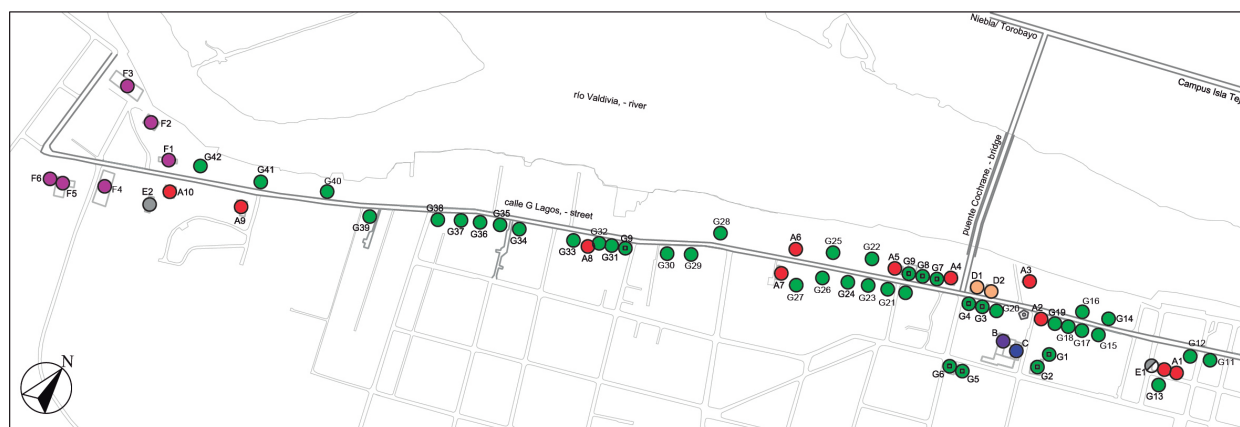 Niebla/ Torobayo
Campus Isla Tej
río Valdivia, - river
puente Cochrane, - bridge
calle G Lagos, - street
F3
F2
F1
G42
F6
F5
F4
E2
A10
A9
G41
G40
G39
G38
G37
G36
G35
G34
G33
A8
G32
G31
G9
G30
G29
G28
A6
A7
G27
G25
G26
G24
G22
G23
G21
A5
G9
G8
G7
A4
D1
D2
A3
G4
G3
G20
A2
G19
G18
G17
G16
G15
G14
B
C
G1
G2
G6
G5
G12
G11
E1
A1
G13
N